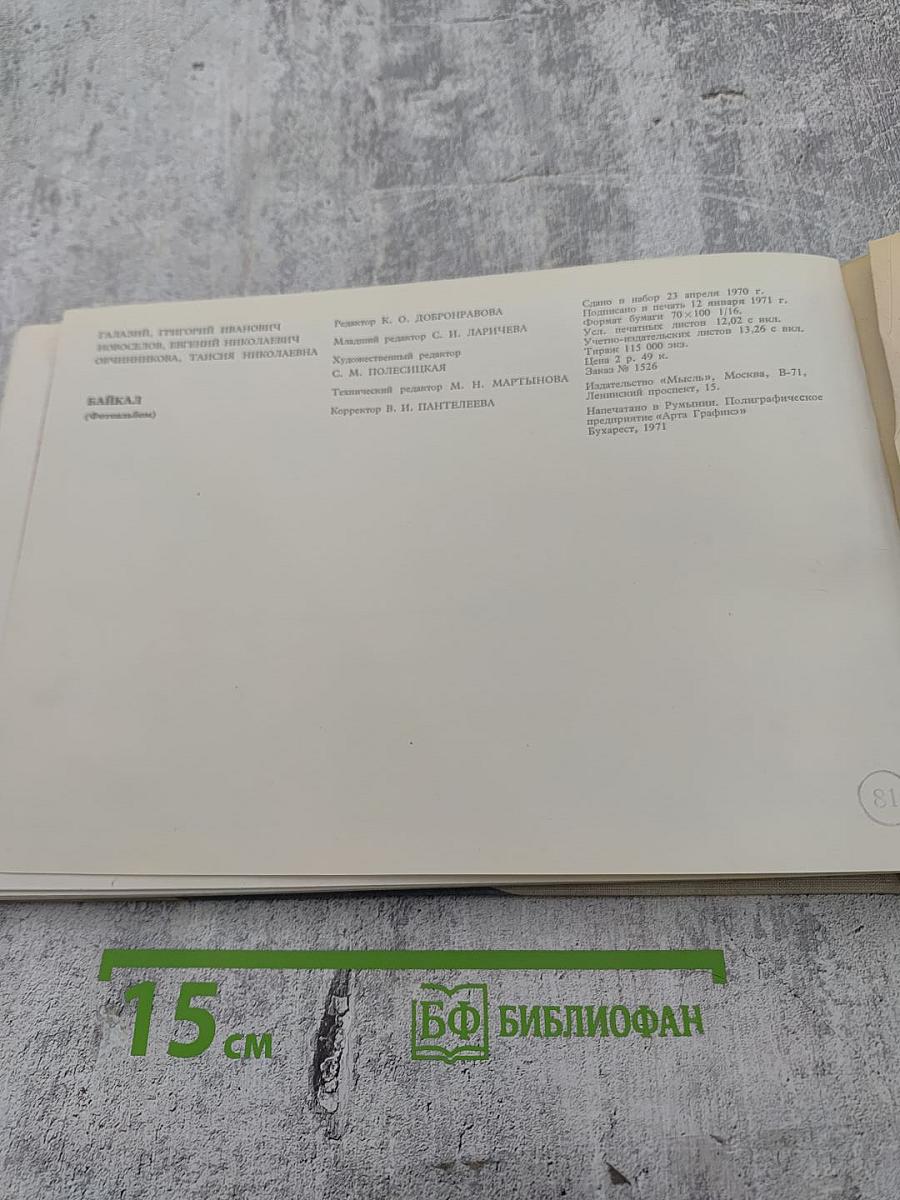 ГАЛАЗИЙ, ГРИГОРИЙ ИВАНОВИЧ
НОВОСЕЛОВ, ЕВГЕНИЙ НИКОЛАЕВИЧ
ОВЧИННИКОВА, ТАИСИЯ НИКОЛАЕВНА
БАЙКАЛ
(Фотоальбом)
Редактор К. О. ДОБРОНРАВОВА
Младший редактор С. И. ЛАРИЧЕВА
Художественный редактор
С. М. ПОЛЕСИЦКАЯ
Технический редактор М. Н. МАРТЫНОВА
Корректор В. И. ПАНТЕЛЕЕВА
Сдано в набор 23 апреля 1970 г.
Подписано в печать 12 января 1971 г.
Формат бумаги 70×100 1/16.
Усл. печатных листов 12,02 с вкл.
Учетно-издательских листов 13,26 с вкл.
Тираж 115 000 экз.
Цена 2 р. 49 к.
Заказ № 1526
Издательство «Мысль», Москва, В-71,
Ленинский проспект, 15.
Напечатано в Румынии. Полиграфическое
предприятие «Арта Графикэ»
Бухарест, 1971
81
15 см
БФ БИБЛИОФАН